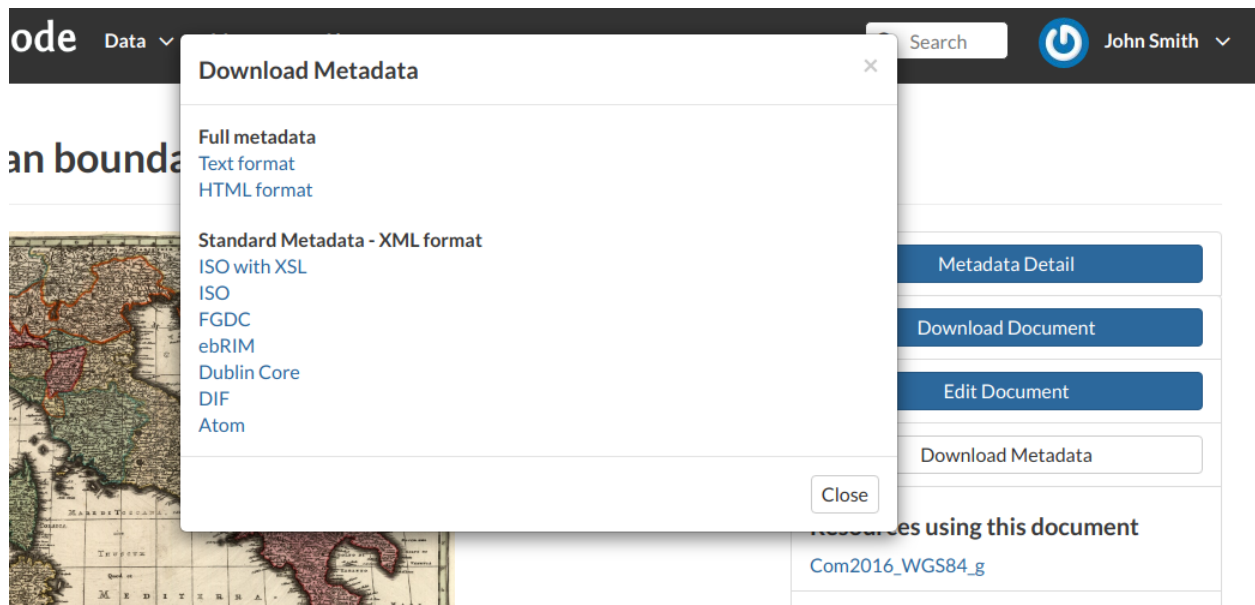 ode Data John Smith
Search
Download Metadata
×
an bounda
Full metadata
Text format
HTML format
Standard Metadata - XML format
ISO with XSL
ISO
FGDC
ebRIM
Dublin Core
DIF
Atom
Close
Metadata Detail
Download Document
Edit Document
Download Metadata
Resources using this document
Com2016_WGS84_g